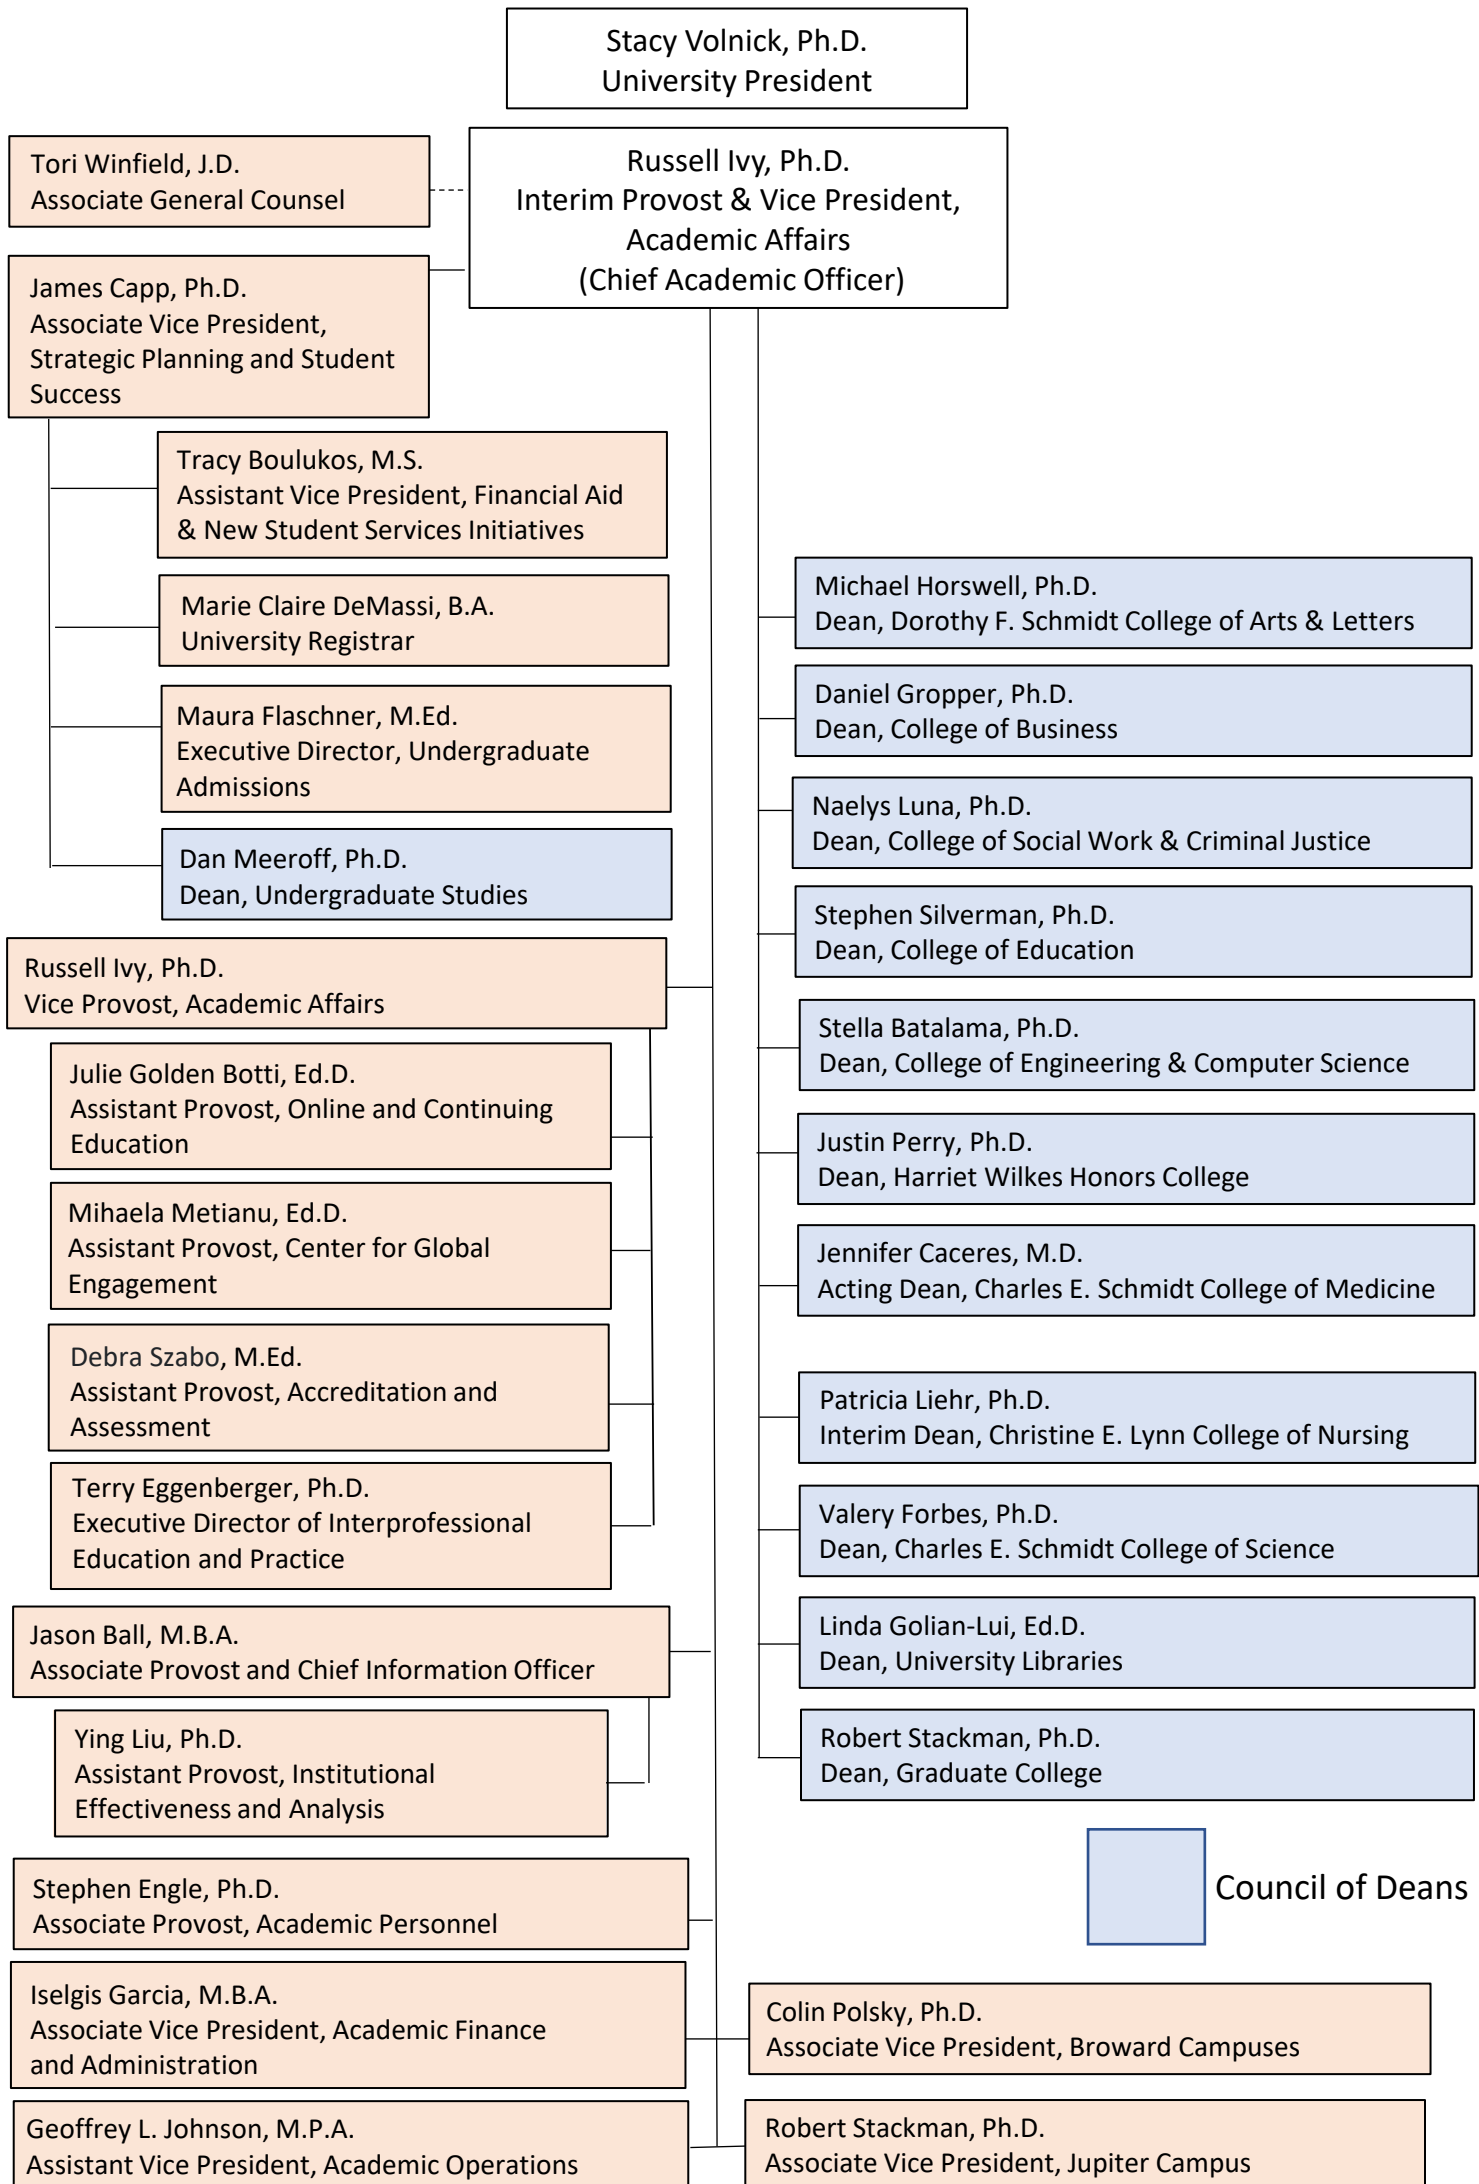 Stacy Volnick, Ph.D.
University President
Tori Winfield, J.D.
Associate General Counsel
Russell Ivy, Ph.D.
Interim Provost & Vice President,
Academic Affairs
(Chief Academic Officer)
James Capp, Ph.D.
Associate Vice President,
Strategic Planning and Student
Success
Tracy Boulukos, M.S.
Assistant Vice President, Financial Aid
& New Student Services Initiatives
Marie Claire DeMassi, B.A.
University Registrar
Maura Flaschner, M.Ed.
Executive Director, Undergraduate
Admissions
Dan Meeroff, Ph.D.
Dean, Undergraduate Studies
Russell Ivy, Ph.D.
Vice Provost, Academic Affairs
Julie Golden Botti, Ed.D.
Assistant Provost, Online and Continuing
Education
Mihaela Metianu, Ed.D.
Assistant Provost, Center for Global
Engagement
Debra Szabo, M.Ed.
Assistant Provost, Accreditation and
Assessment
Terry Eggenberger, Ph.D.
Executive Director of Interprofessional
Education and Practice
Jason Ball, M.B.A.
Associate Provost and Chief Information Officer
Ying Liu, Ph.D.
Assistant Provost, Institutional
Effectiveness and Analysis
Stephen Engle, Ph.D.
Associate Provost, Academic Personnel
Iselgis Garcia, M.B.A.
Associate Vice President, Academic Finance
and Administration
Geoffrey L. Johnson, M.P.A.
Assistant Vice President, Academic Operations
Michael Horswell, Ph.D.
Dean, Dorothy F. Schmidt College of Arts & Letters
Daniel Gropper, Ph.D.
Dean, College of Business
Naelys Luna, Ph.D.
Dean, College of Social Work & Criminal Justice
Stephen Silverman, Ph.D.
Dean, College of Education
Stella Batalama, Ph.D.
Dean, College of Engineering & Computer Science
Justin Perry, Ph.D.
Dean, Harriet Wilkes Honors College
Jennifer Caceres, M.D.
Acting Dean, Charles E. Schmidt College of Medicine
Patricia Liehr, Ph.D.
Interim Dean, Christine E. Lynn College of Nursing
Valery Forbes, Ph.D.
Dean, Charles E. Schmidt College of Science
Linda Golian-Lui, Ed.D.
Dean, University Libraries
Robert Stackman, Ph.D.
Dean, Graduate College
Council of Deans
Colin Polsky, Ph.D.
Associate Vice President, Broward Campuses
Robert Stackman, Ph.D.
Associate Vice President, Jupiter Campus